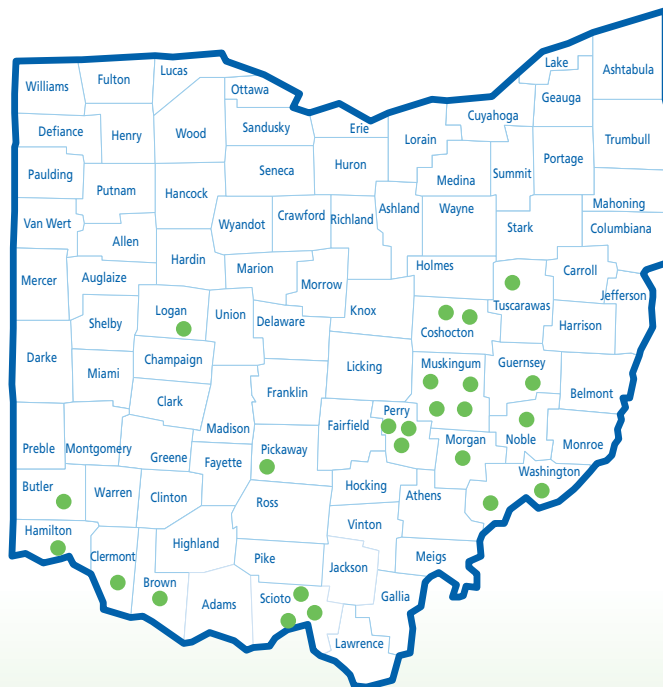 Lake
Ashtabula
Lucas
Fulton
Williams
Ottawa
Geauga
Cuyahoga
Defiance
Henry
Wood
Sandusky
Erie
Lorain
Trumbull
Portage
Huron
Seneca
Summit
Medina
Paulding
Putnam
Hancock
Mahoning
Ashland
Wayne
Crawford
Richland
Wyandot
Van Wert
Stark
Columbiana
Allen
Hardin
Marion
Holmes
Carroll
Auglaize
Mercer
Morrow
Jefferson
Tuscarawas
Logan
Union
Knox
Delaware
Shelby
Harrison
Coshocton
Darke
Champaign
Miami
Licking
Muskingum
Guernsey
Franklin
Belmont
Clark
Perry
Fairfield
Madison
Morgan
Noble
Monroe
Preble
Montgomery
Greene
Fayette
Pickaway
Washington
Butler
Warren
Clinton
Hocking
Athens
Ross
Hamilton
Vinton
Highland
Clermont
Pike
Meigs
Jackson
Brown
Adams
Scioto
Gallia
Lawrence